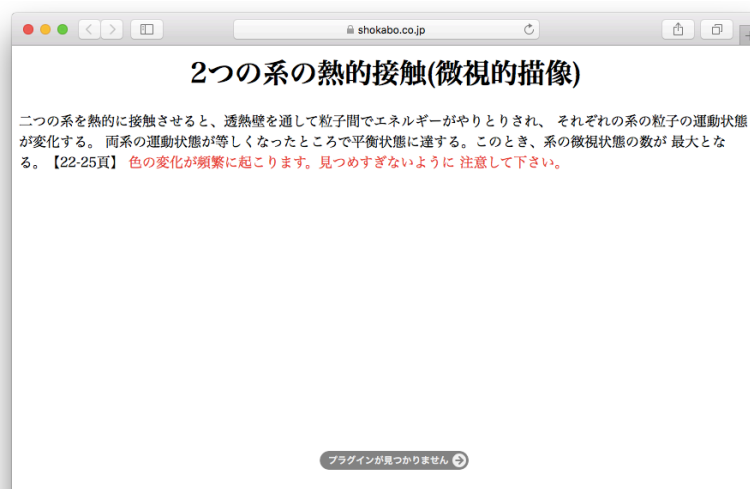 shokabo.co.jp
2つの系の熱的接触(微視的描像)
二つの系を熱的に接触させると、透熱壁を通して粒子間でエネルギーがやりとりされ、 それぞれの系の粒子の運動状態
が変化する。 両系の運動状態が等しくなったところで平衡状態に達する。このとき、系の微視状態の数が 最大とな
る。【22-25頁】 色の変化が頻繁に起こります。見つめすぎないように 注意して下さい。
プラグインが見つかりません